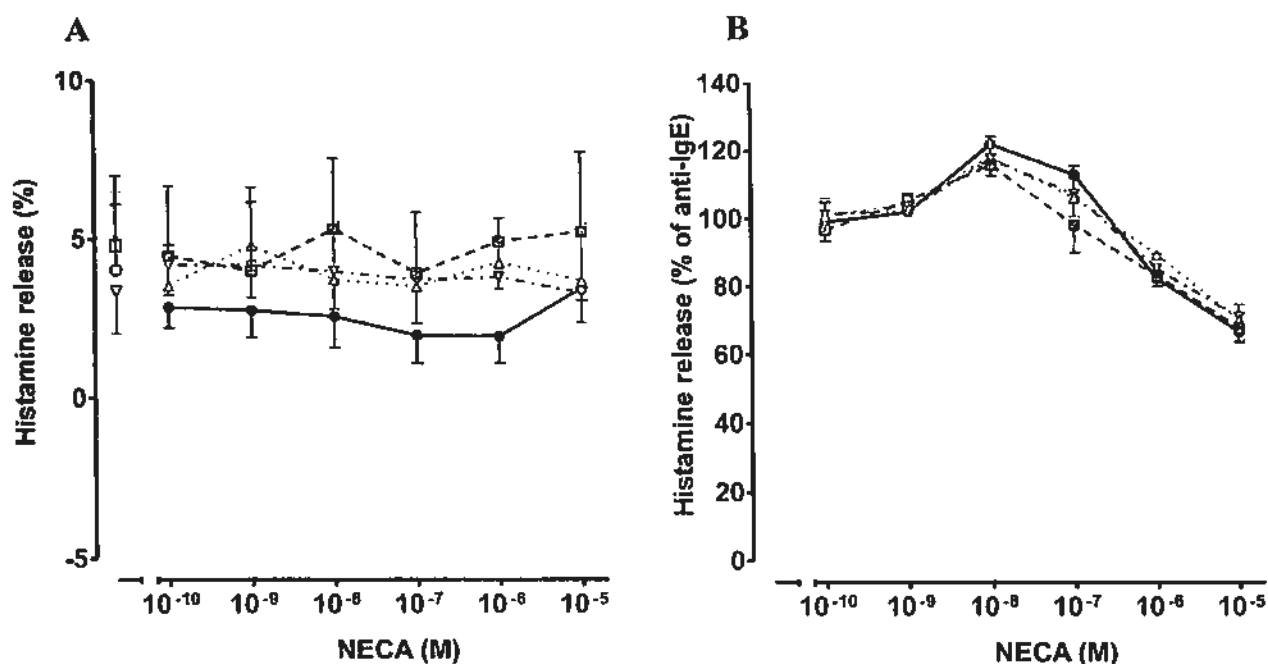 A
Histamine release (%)
10
5
0
-5
10⁻¹⁰ 10⁻⁹ 10⁻⁸ 10⁻⁷ 10⁻⁶ 10⁻⁵
NECA (M)
B
Histamine release (% of anti-IgE)
140
120
100
80
60
40
20
0
10⁻¹⁰ 10⁻⁹ 10⁻⁸ 10⁻⁷ 10⁻⁶ 10⁻⁵
NECA (M)